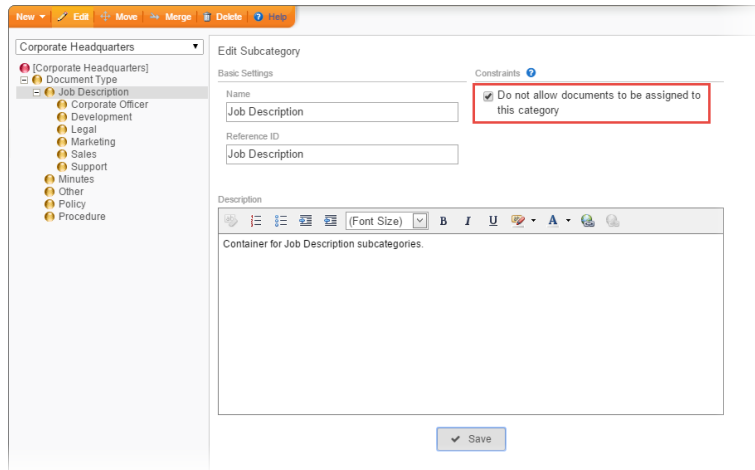 New Edit Move Merge Delete Help
Corporate Headquarters
[Corporate Headquarters]
Document Type
Job Description
Corporate Officer
Development
Legal
Marketing
Sales
Support
Minutes
Other
Policy
Procedure
Edit Subcategory
Basic Settings
Name
Job Description
Reference ID
Job Description
Constraints ?
Do not allow documents to be assigned to
this category
Description
(Font Size) B I U A
Container for Job Description subcategories.
Save